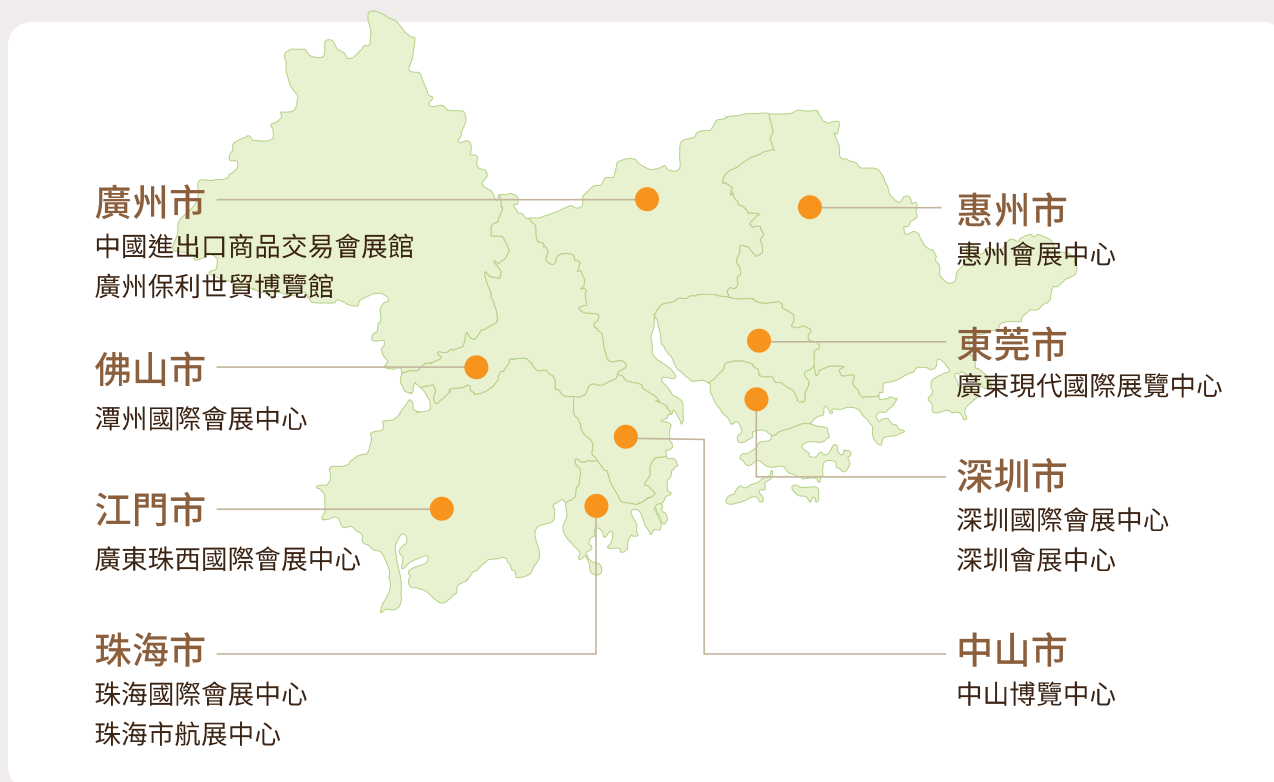 廣州市
中國進出口商品交易會展館
廣州保利世貿博覽館
佛山市
潭州國際會展中心
江門市
廣東珠西國際會展中心
珠海市
珠海國際會展中心
珠海市航展中心
惠州市
惠州會展中心
東莞市
廣東現代國際展覽中心
深圳市
深圳國際會展中心
深圳會展中心
中山市
中山博覽中心